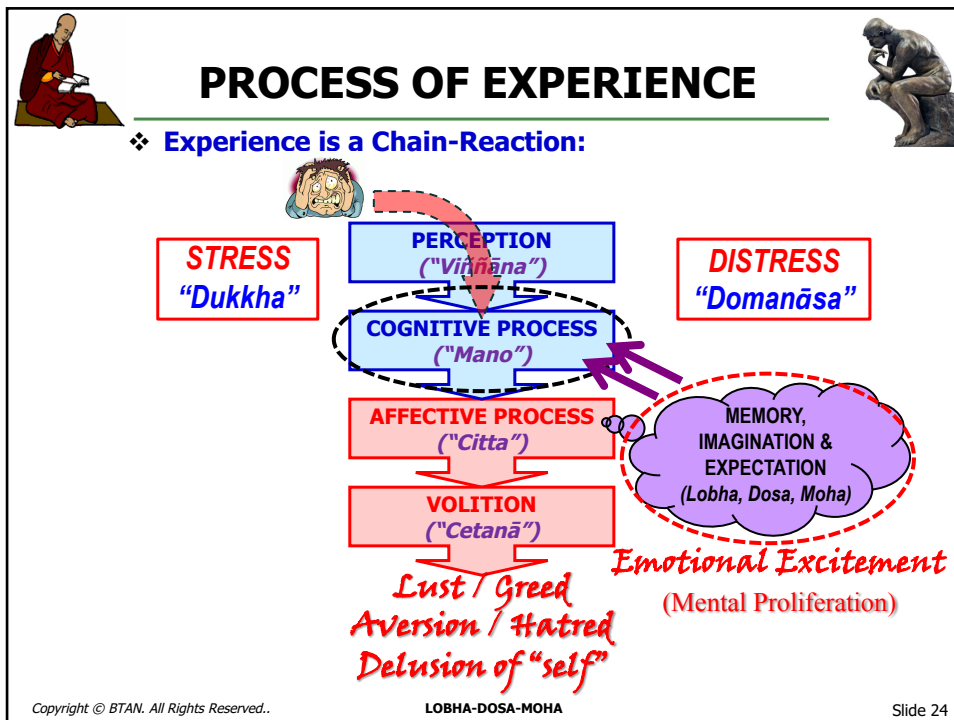 PROCESS OF EXPERIENCE
❖ Experience is a Chain-Reaction:
STRESS
“Dukkha”
PERCEPTION
(“Viññāna”)
DISTRESS
“Domanāsa”
COGNITIVE PROCESS
(“Mano”)
AFFECTIVE PROCESS
(“Citta”)
MEMORY,
IMAGINATION &
EXPECTATION
(Lobha, Dosa, Moha)
VOLITION
(“Cetanā”)
Emotional Excitement
(Mental Proliferation)
Lust / Greed
Aversion / Hatred
Delusion of “self”
Copyright © BTAN. All Rights Reserved..
LOBHA-DOSA-MOHA
Slide 24